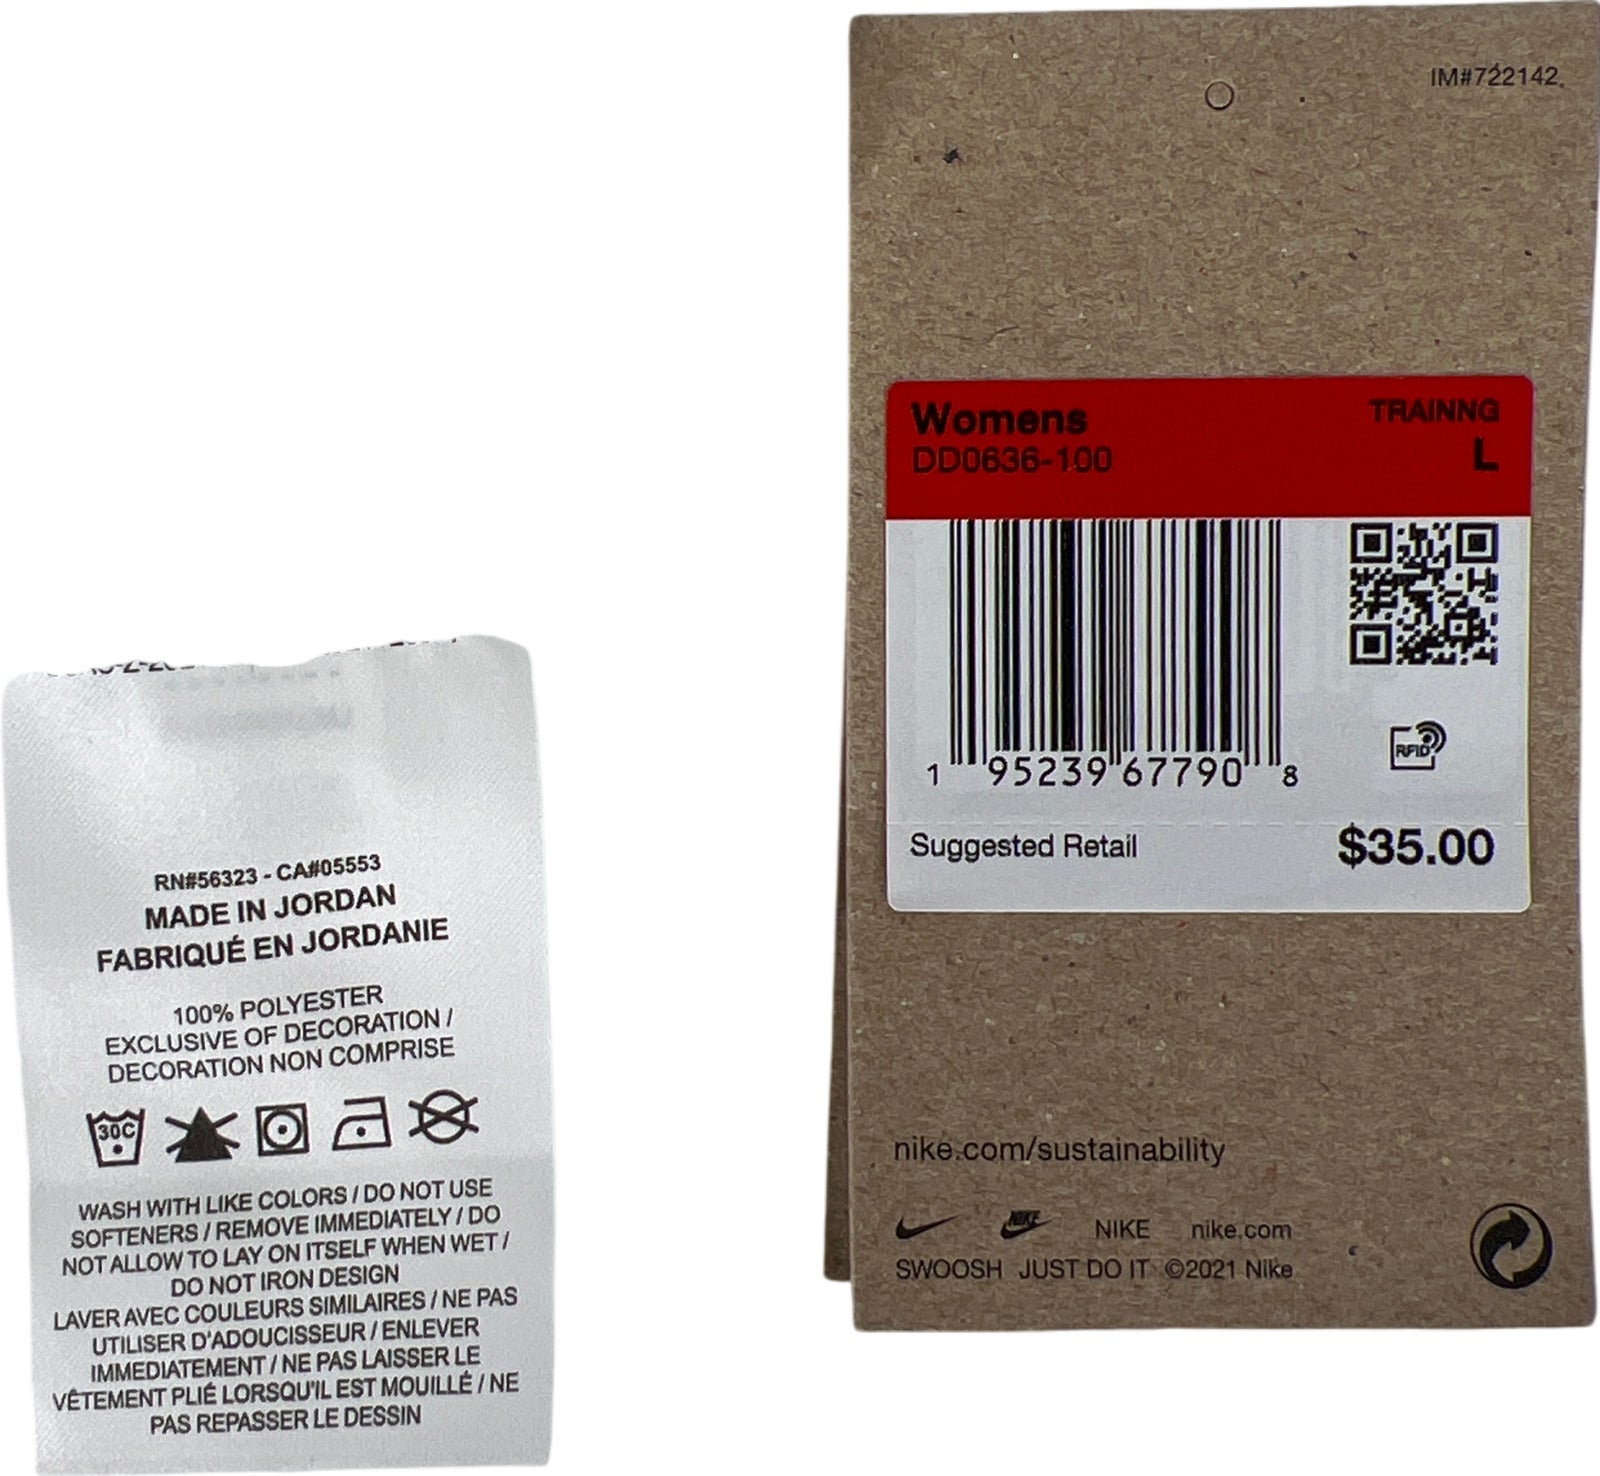 RN#56323 - CA#05553
MADE IN JORDAN
FABRIQUÉ EN JORDANIE
100% POLYESTER
EXCLUSIVE OF DECORATION /
DECORATION NON COMPRISE
30C
WASH WITH LIKE COLORS / DO NOT USE
SOFTENERS / REMOVE IMMEDIATELY / DO
NOT ALLOW TO LAY ON ITSELF WHEN WET /
DO NOT IRON DESIGN
LAVER AVEC COULEURS SIMILAIRES / NE PAS
UTILISER D'ADOUCISSEUR / ENLEVER
IMMEDIATEMENT / NE PAS LAISSER LE
VÊTEMENT PLIÉ LORSQU'IL EST MOUILLÉ / NE
PAS REPASSER LE DESSIN
IM#722142
Womens TRAINNG
DD0636-100 L
1 95239 67790 8
RFID
Suggested Retail $35.00
nike.com/sustainability
NIKE NIKE nike.com
SWOOSH JUST DO IT ©2021 Nike